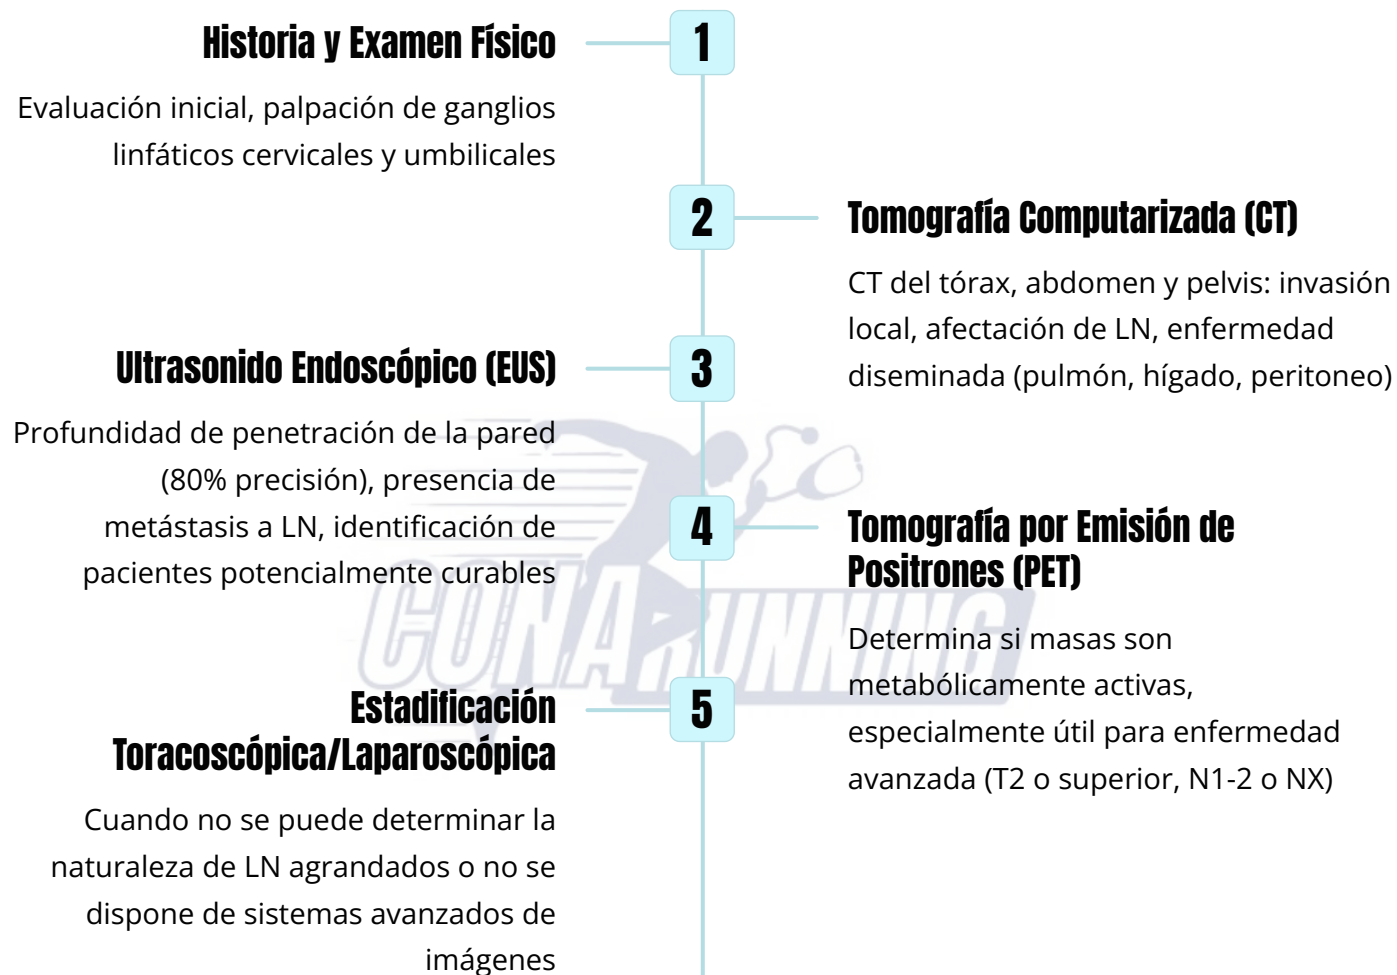 Historia y Examen Físico
1
Evaluación inicial, palpación de ganglios
linfáticos cervicales y umbilicales
2
Tomografía Computarizada (CT)
CT del tórax, abdomen y pelvis: invasión
local, afectación de LN, enfermedad
diseminada (pulmón, hígado, peritoneo)
Ultrasonido Endoscópico (EUS)
3
Profundidad de penetración de la pared
(80% precisión), presencia de
metástasis a LN, identificación de
pacientes potencialmente curables
4
Tomografía por Emisión de
Positrones (PET)
Determina si masas son
metabólicamente activas,
especialmente útil para enfermedad
avanzada (T2 o superior, N1-2 o NX)
Estadificación
Toracoscópica/Laparoscópica
5
Cuando no se puede determinar la
naturaleza de LN agrandados o no se
dispone de sistemas avanzados de
imágenes
CONARUNNING